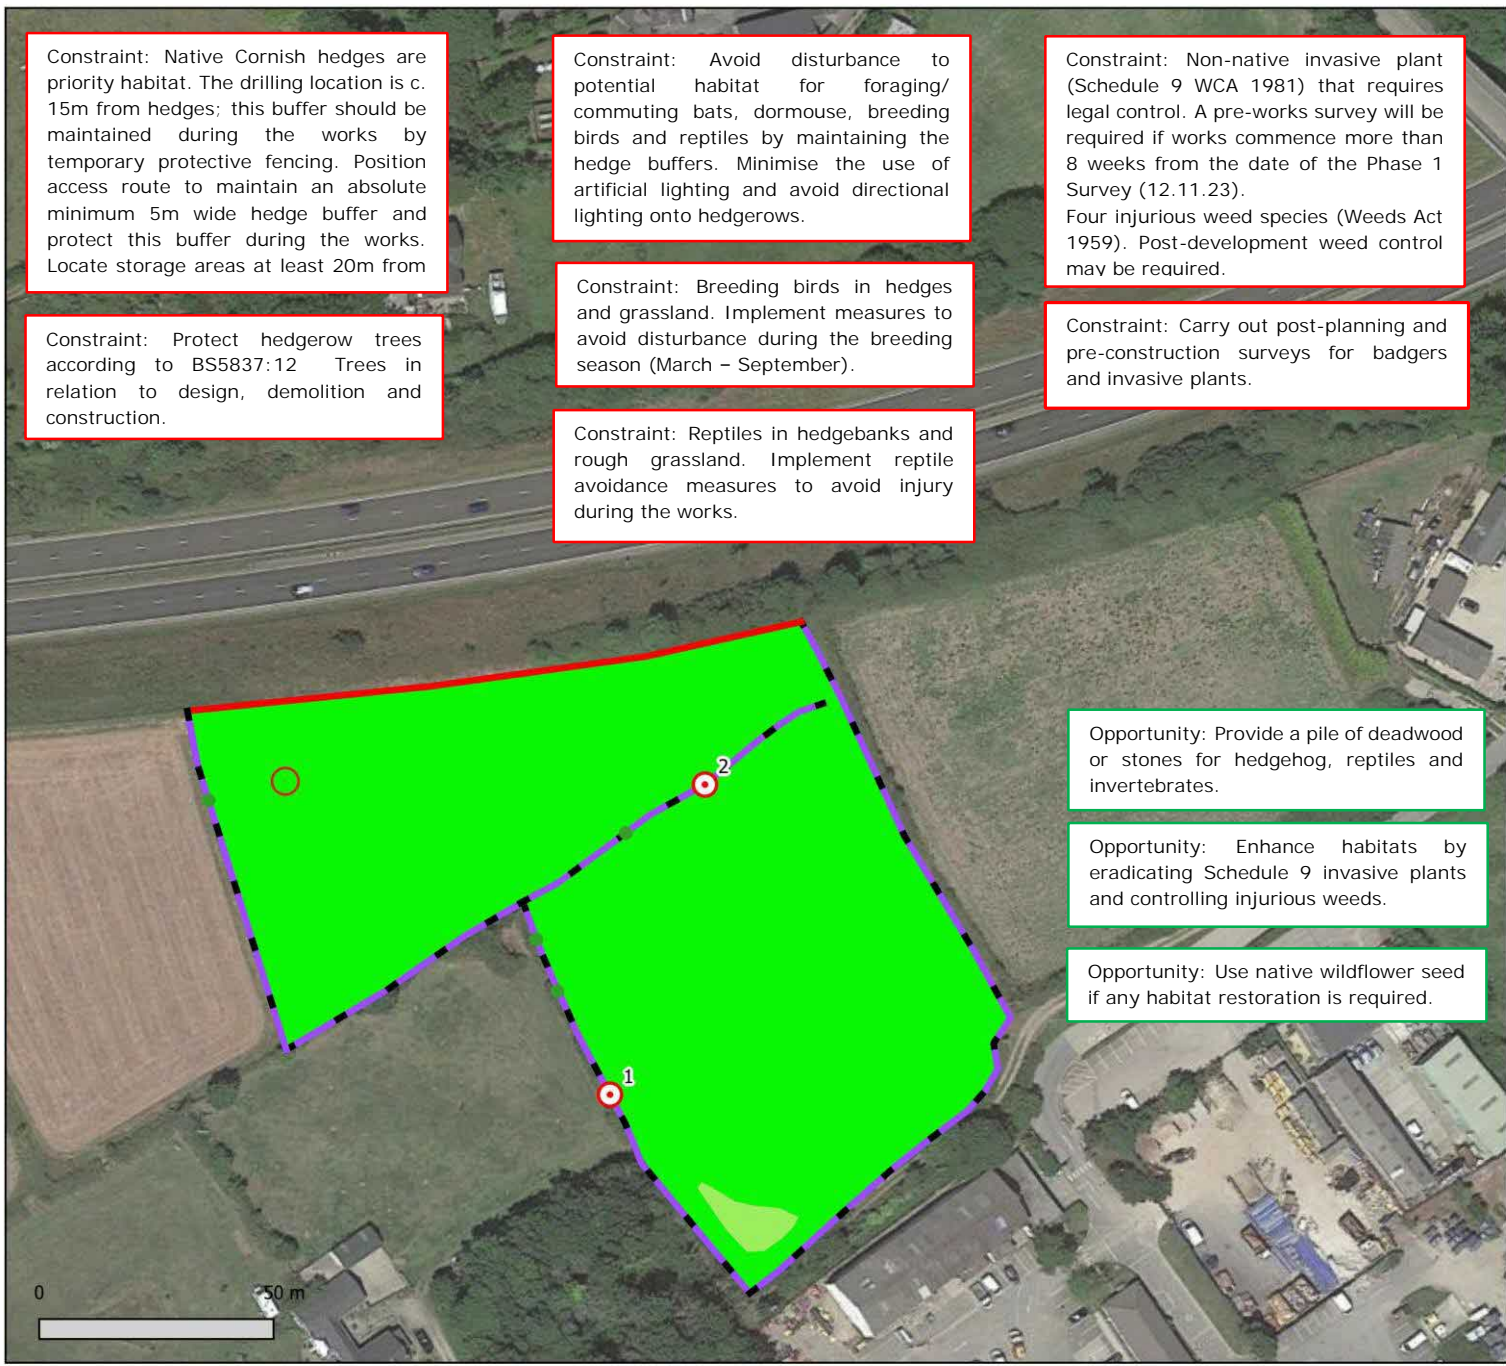 Constraint: Native Cornish hedges are
priority habitat. The drilling location is c.
15m from hedges; this buffer should be
maintained during the works by
temporary protective fencing. Position
access route to maintain an absolute
minimum 5m wide hedge buffer and
protect this buffer during the works.
Locate storage areas at least 20m from
Constraint: Protect hedgerow trees
according to BS5837:12 Trees in
relation to design, demolition and
construction.
Constraint: Avoid disturbance to
potential habitat for foraging/
commuting bats, dormouse, breeding
birds and reptiles by maintaining the
hedge buffers. Minimise the use of
artificial lighting and avoid directional
lighting onto hedgerows.
Constraint: Breeding birds in hedges
and grassland. Implement measures to
avoid disturbance during the breeding
season (March – September).
Constraint: Reptiles in hedgebanks and
rough grassland. Implement reptile
avoidance measures to avoid injury
during the works.
Constraint: Non-native invasive plant
(Schedule 9 WCA 1981) that requires
legal control. A pre-works survey will be
required if works commence more than
8 weeks from the date of the Phase 1
Survey (12.11.23).
Four injurious weed species (Weeds Act
1959). Post-development weed control
may be required.
Constraint: Carry out post-planning and
pre-construction surveys for badgers
and invasive plants.
Opportunity: Provide a pile of deadwood
or stones for hedgehog, reptiles and
invertebrates.
Opportunity: Enhance habitats by
eradicating Schedule 9 invasive plants
and controlling injurious weeds.
Opportunity: Use native wildflower seed
if any habitat restoration is required.
2
1
0 50 m